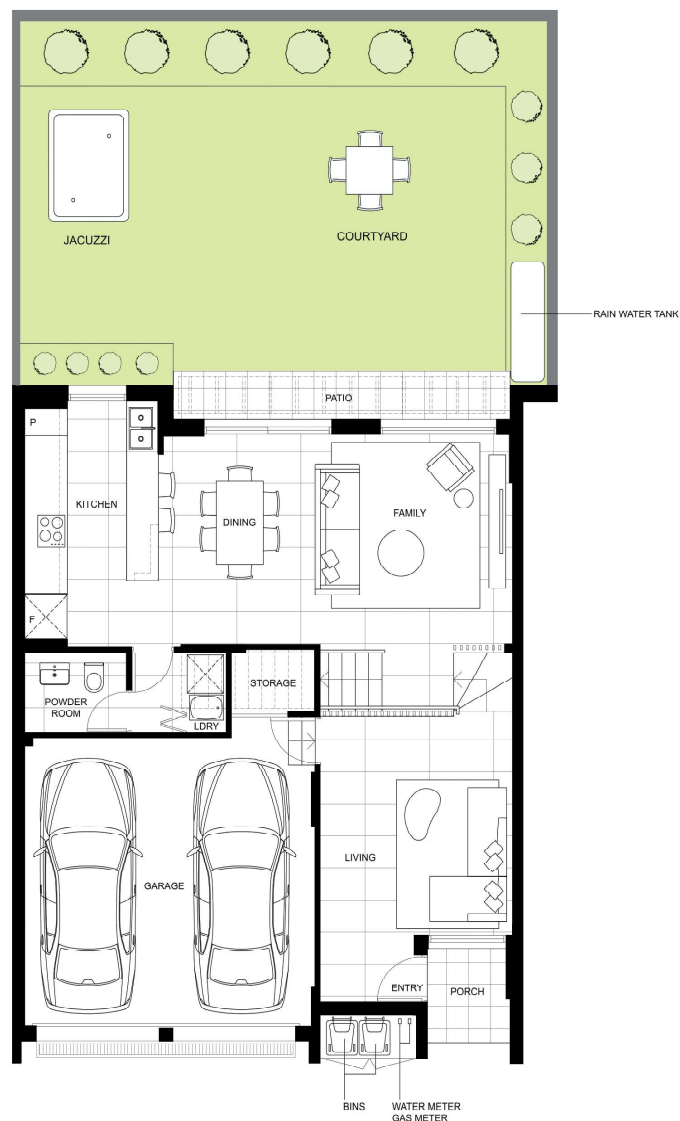 JACUZZI
COURTYARD
RAIN WATER TANK
PATIO
P
KITCHEN
DINING
FAMILY
F
STORAGE
POWDER
ROOM
LDRY
LIVING
GARAGE
ENTRY
PORCH
BINS
WATER METER
GAS METER